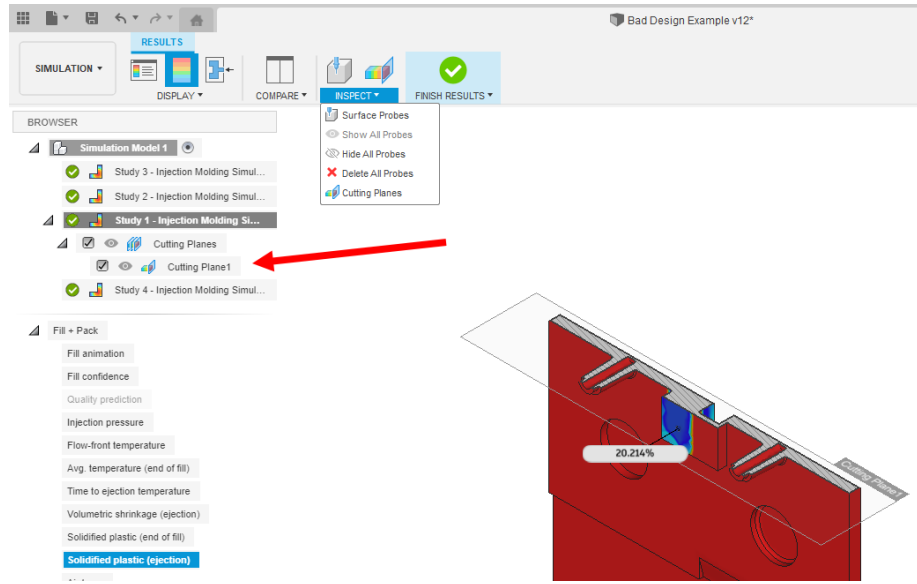 Bad Design Example v12*
RESULTS
SIMULATION
DISPLAY
COMPARE
INSPECT
FINISH RESULTS
Surface Probes
Show All Probes
Hide All Probes
Delete All Probes
Cutting Planes
BROWSER
Simulation Model 1
Study 3 - Injection Molding Simul...
Study 2 - Injection Molding Simul...
Study 1 - Injection Molding Si...
Cutting Planes
Cutting Plane1
Study 4 - Injection Molding Simul...
Fill + Pack
Fill animation
Fill confidence
Quality prediction
Injection pressure
Flow-front temperature
Avg. temperature (end of fill)
Time to ejection temperature
Volumetric shrinkage (ejection)
Solidified plastic (end of fill)
Solidified plastic (ejection)
20.214%
Cutting Plane1